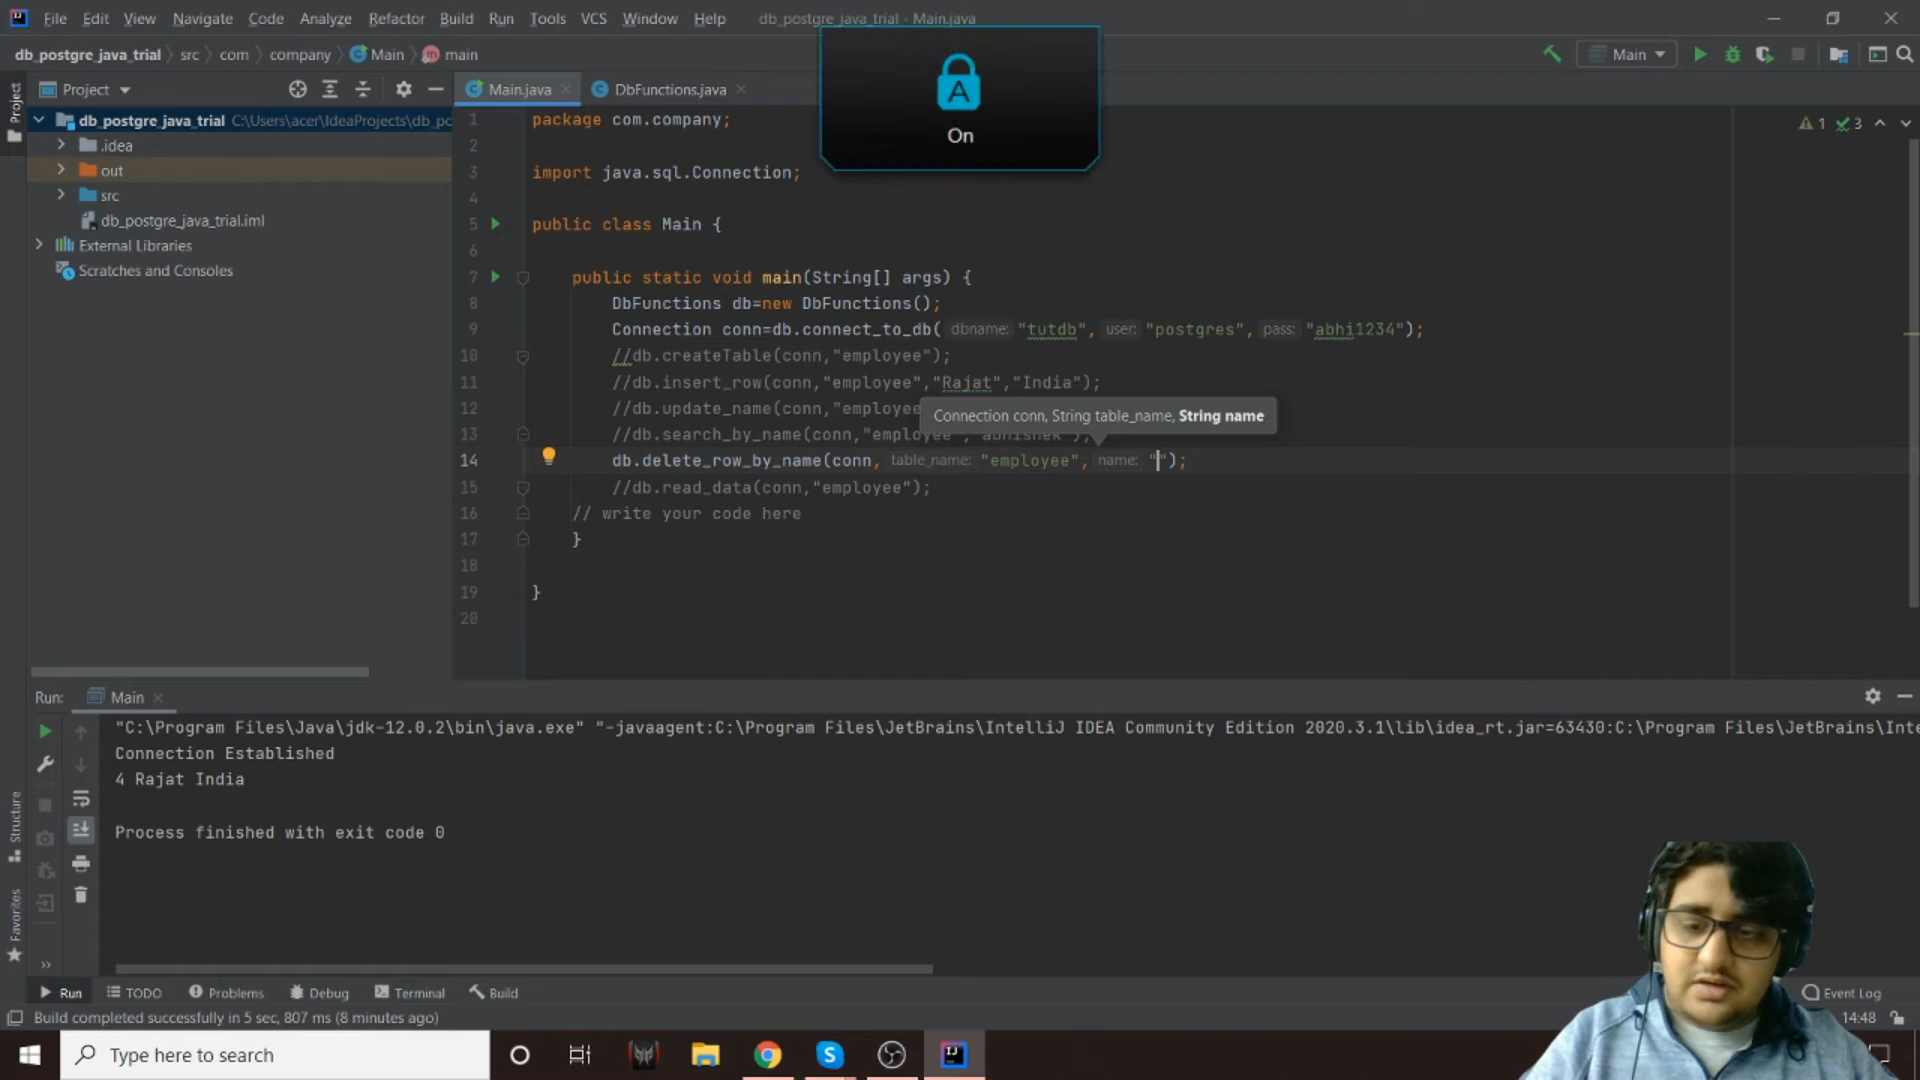 File Edit View Navigate Code Analyze Refactor Build Run Tools VCS Window Help db_postgre_java_trial - Main.java
db_postgre_java_trial src com company Main main
Main
A
On
Project
Main.java
DbFunctions.java
Project
db_postgre_java_trial C:\Users\acer\IdeaProjects\db_pc
.idea
out
src
db_postgre_java_trial.iml
External Libraries
Scratches and Consoles
1 3
1 package com.company;
2
3 import java.sql.Connection;
4
5 public class Main {
6
7 public static void main(String[] args) {
8 DbFunctions db=new DbFunctions();
9 Connection conn=db.connect_to_db( dbname: "tutdb", user: "postgres", pass: "abhi1234");
10 //db.createTable(conn,"employee");
11 //db.insert_row(conn,"employee","Rajat","India");
12 //db.update_name(conn,"employee
Connection conn, String table_name, String name
13 //db.search_by_name(conn,"employee","abhishek");
14 db.delete_row_by_name(conn, table_name: "employee", name: "");
15 //db.read_data(conn,"employee");
16 // write your code here
17 }
18
19 }
20
Run: Main
"C:\Program Files\Java\jdk-12.0.2\bin\java.exe" "-javaagent:C:\Program Files\JetBrains\IntelliJ IDEA Community Edition 2020.3.1\lib\idea_rt.jar=63430:C:\Program Files\JetBrains\Inte
Connection Established
4 Rajat India
Process finished with exit code 0
Structure
Favorites
Run TODO Problems Debug Terminal Build
Event Log
Build completed successfully in 5 sec, 807 ms (8 minutes ago)
14:48
Type here to search